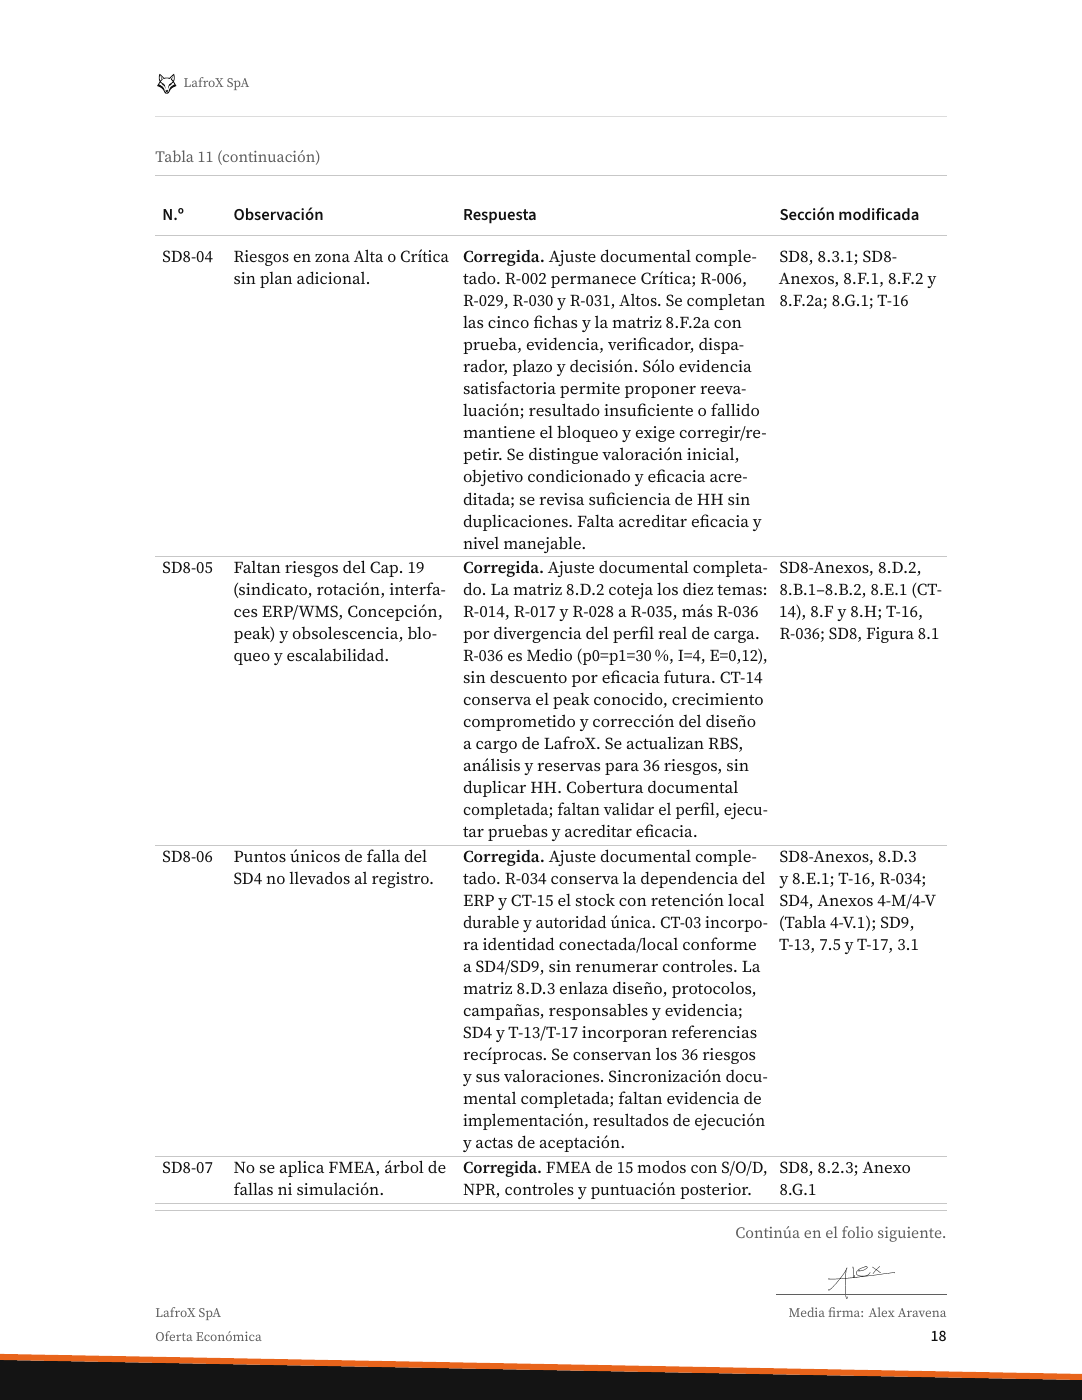 LafroX SpA
Tabla 11 (continuación)
N.º Observación Respuesta Sección modificada
SD8-04 Riesgos en zona Alta o Crítica Corregida. Ajuste documental comple- SD8, 8.3.1; SD8-
sin plan adicional. tado. R-002 permanece Crítica; R-006, Anexos, 8.F.1, 8.F.2 y
R-029, R-030 y R-031, Altos. Se completan 8.F.2a; 8.G.1; T-16
las cinco fichas y la matriz 8.F.2a con
prueba, evidencia, verificador, dispa-
rador, plazo y decisión. Sólo evidencia
satisfactoria permite proponer reeva-
luación; resultado insuficiente o fallido
mantiene el bloqueo y exige corregir/re-
petir. Se distingue valoración inicial,
objetivo condicionado y eficacia acre-
ditada; se revisa suficiencia de HH sin
duplicaciones. Falta acreditar eficacia y
nivel manejable.
SD8-05 Faltan riesgos del Cap. 19 Corregida. Ajuste documental completa- SD8-Anexos, 8.D.2,
(sindicato, rotación, interfa- do. La matriz 8.D.2 coteja los diez temas: 8.B.1–8.B.2, 8.E.1 (CT-
ces ERP/WMS, Concepción, R-014, R-017 y R-028 a R-035, más R-036 14), 8.F y 8.H; T-16,
peak) y obsolescencia, blo- por divergencia del perfil real de carga. R-036; SD8, Figura 8.1
queo y escalabilidad. R-036 es Medio (p0=p1=30 %, I=4, E=0,12),
sin descuento por eficacia futura. CT-14
conserva el peak conocido, crecimiento
comprometido y corrección del diseño
a cargo de LafroX. Se actualizan RBS,
análisis y reservas para 36 riesgos, sin
duplicar HH. Cobertura documental
completada; faltan validar el perfil, ejecu-
tar pruebas y acreditar eficacia.
SD8-06 Puntos únicos de falla del Corregida. Ajuste documental comple- SD8-Anexos, 8.D.3
SD4 no llevados al registro. tado. R-034 conserva la dependencia del y 8.E.1; T-16, R-034;
ERP y CT-15 el stock con retención local SD4, Anexos 4-M/4-V
durable y autoridad única. CT-03 incorpo- (Tabla 4-V.1); SD9,
ra identidad conectada/local conforme T-13, 7.5 y T-17, 3.1
a SD4/SD9, sin renumerar controles. La
matriz 8.D.3 enlaza diseño, protocolos,
campañas, responsables y evidencia;
SD4 y T-13/T-17 incorporan referencias
recíprocas. Se conservan los 36 riesgos
y sus valoraciones. Sincronización docu-
mental completada; faltan evidencia de
implementación, resultados de ejecución
y actas de aceptación.
SD8-07 No se aplica FMEA, árbol de Corregida. FMEA de 15 modos con S/O/D, SD8, 8.2.3; Anexo
fallas ni simulación. NPR, controles y puntuación posterior. 8.G.1
Continúa en el folio siguiente.
Alex
LafroX SpA Media firma: Alex Aravena
Oferta Económica 18